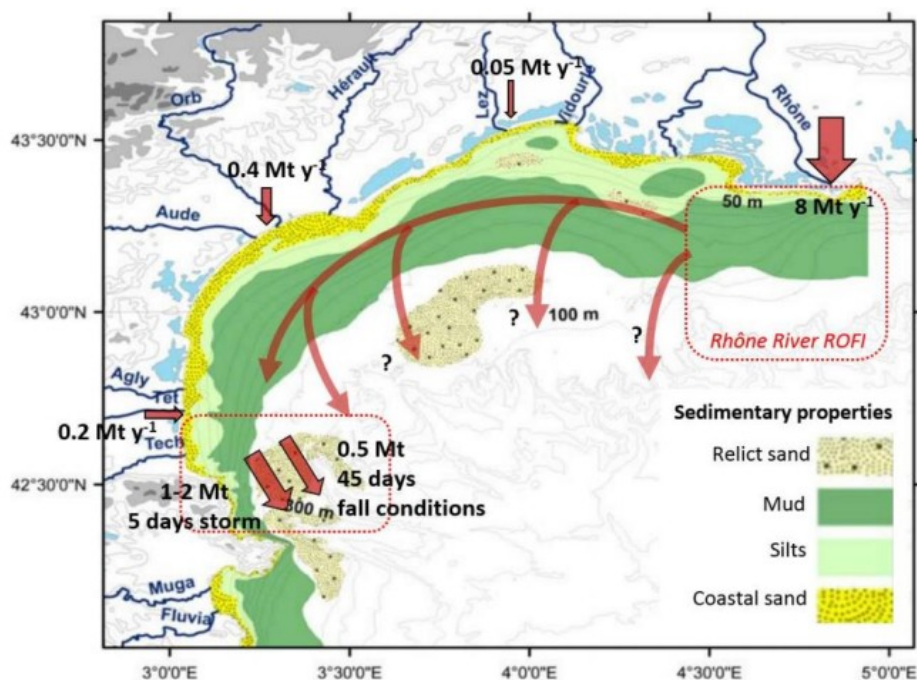 0.05 Mt y⁻¹
Orb
Hérault
Lez
Vidourle
Rhône
43°30'0"N
0.4 Mt y⁻¹
Aude
50 m
8 Mt y⁻¹
43°0'0"N
?
100 m
?
?
Rhône River ROFI
Agly
Têt
0.2 Mt y⁻¹
Tech
42°30'0"N
1-2 Mt
5 days storm
300 m
0.5 Mt
45 days
fall conditions
Muga
Fluvia
Sedimentary properties
Relict sand
Mud
Silts
Coastal sand
3°0'0"E
3°30'0"E
4°0'0"E
4°30'0"E
5°0'0"E